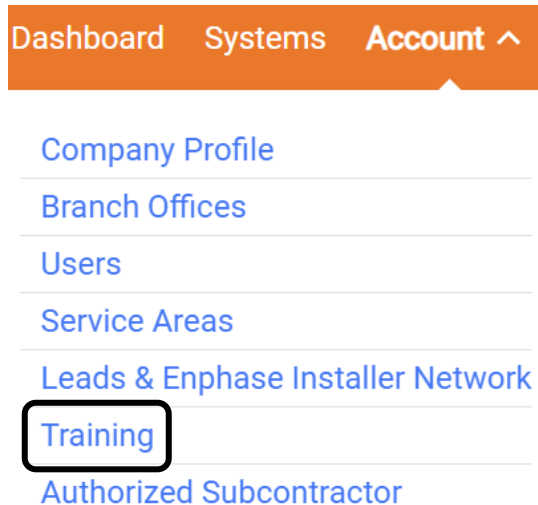 Dashboard Systems Account
Company Profile
Branch Offices
Users
Service Areas
Leads & Enphase Installer Network
Training
Authorized Subcontractor